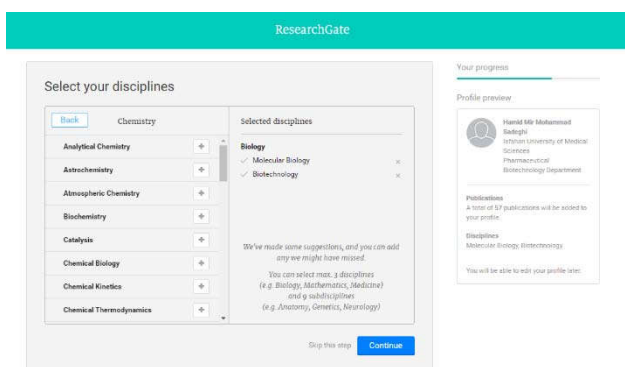 ResearchGate
Select your disciplines
Back
Chemistry
Analytical Chemistry
Astrochemistry
Atmospheric Chemistry
Biochemistry
Catalysis
Chemical Biology
Chemical Kinetics
Chemical Thermodynamics
Selected disciplines
Biology
Molecular Biology
Biotechnology
We've made some suggestions, and you can add
any we might have missed.
You can select max. 3 disciplines
(e.g. Biology, Mathematics, Medicine)
and 9 subdisciplines
(e.g. Anatomy, Genetics, Neurology)
Skip this step
Continue
Your progress
Profile preview
Hamid Mir Mohammad
Sadeghi
Isfahan University of Medical
Sciences
Pharmaceutical
Biotechnology Department
Publications
A total of 57 publications will be added to
your profile.
Disciplines
Molecular Biology, Biotechnology
You will be able to edit your profile later.